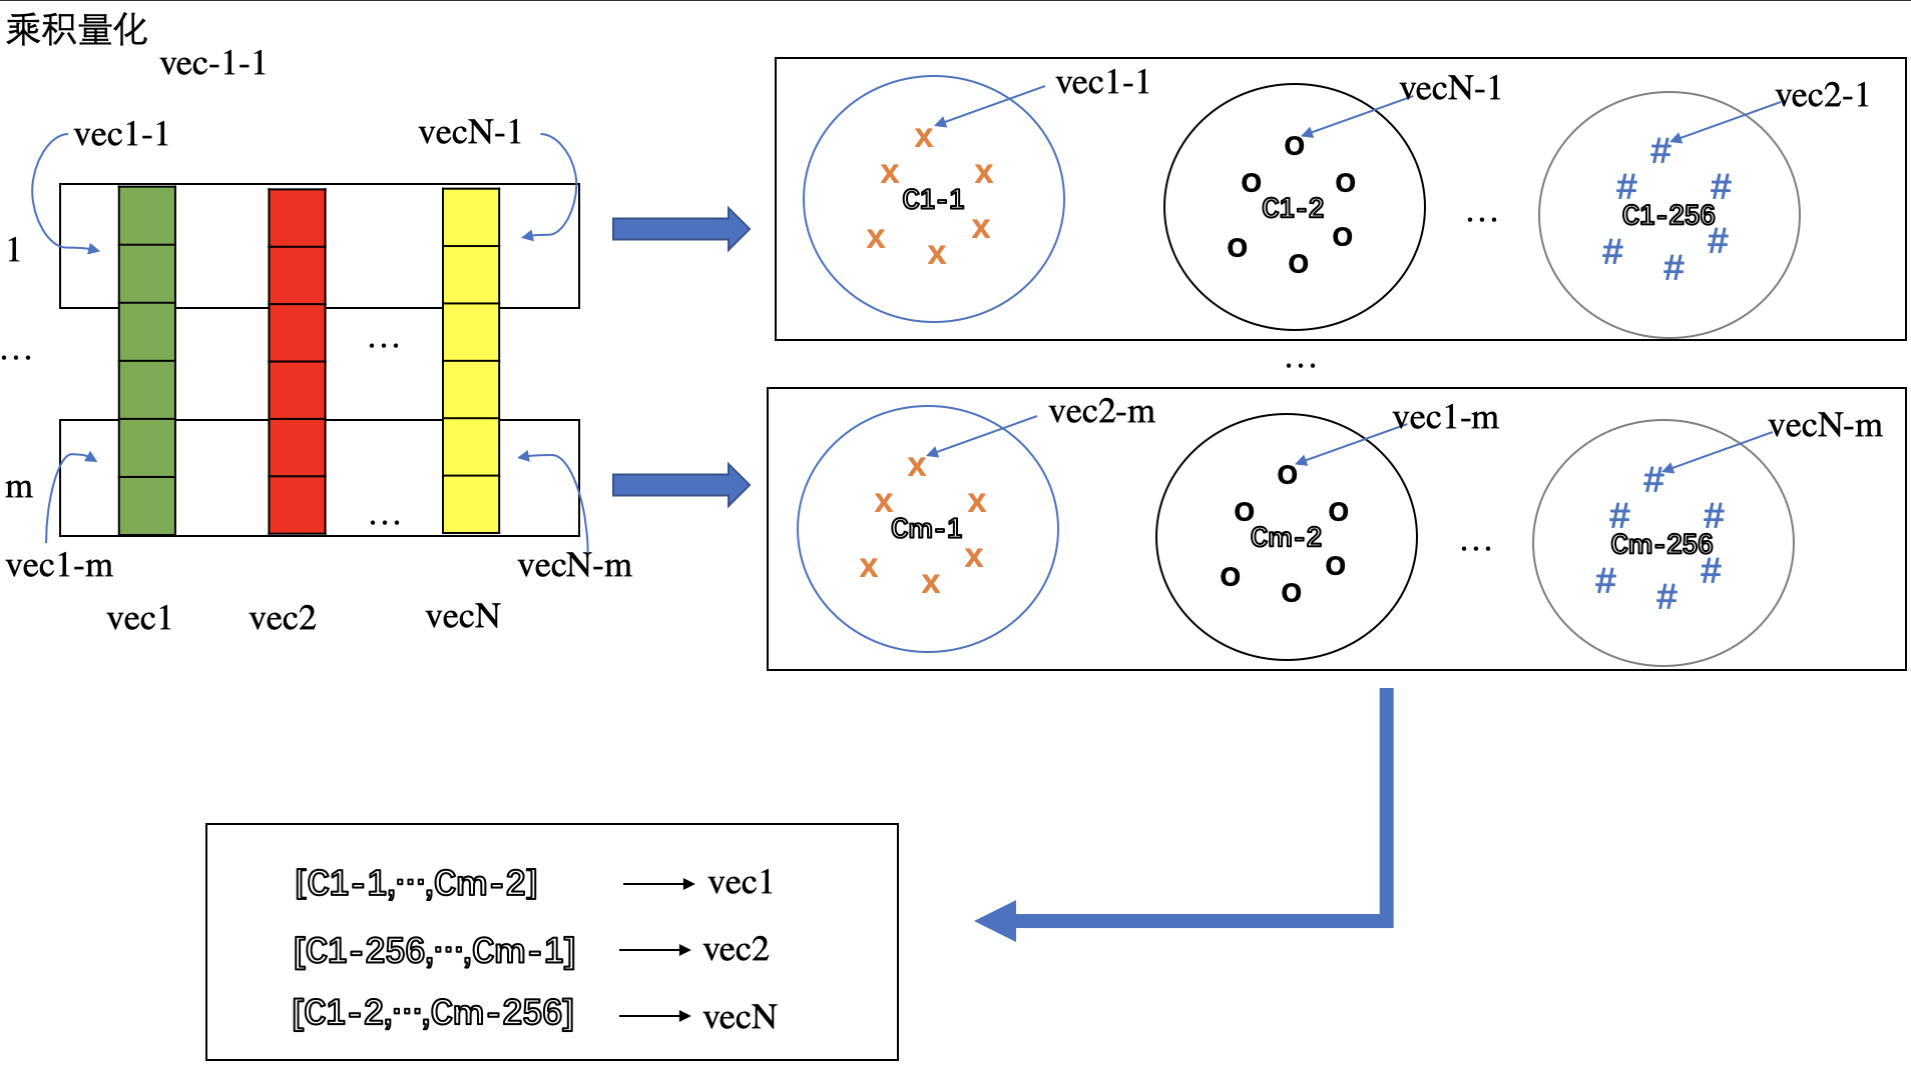 乘积量化
vec-1-1
vec1-1
vecN-1
1
…
…
m
…
vec1-m
vecN-m
vec1
vec2
vecN
vec1-1
vecN-1
vec2-1
x
x
x
C1-1
x
x
x
o
o
o
C1-2
o
o
o
…
#
#
#
C1-256
#
#
#
…
vec2-m
vec1-m
vecN-m
x
x
x
Cm-1
x
x
x
o
o
o
Cm-2
o
o
o
…
#
#
#
Cm-256
#
#
#
[C1-1,…,Cm-2] vec1
[C1-256,…,Cm-1] vec2
[C1-2,…,Cm-256] vecN